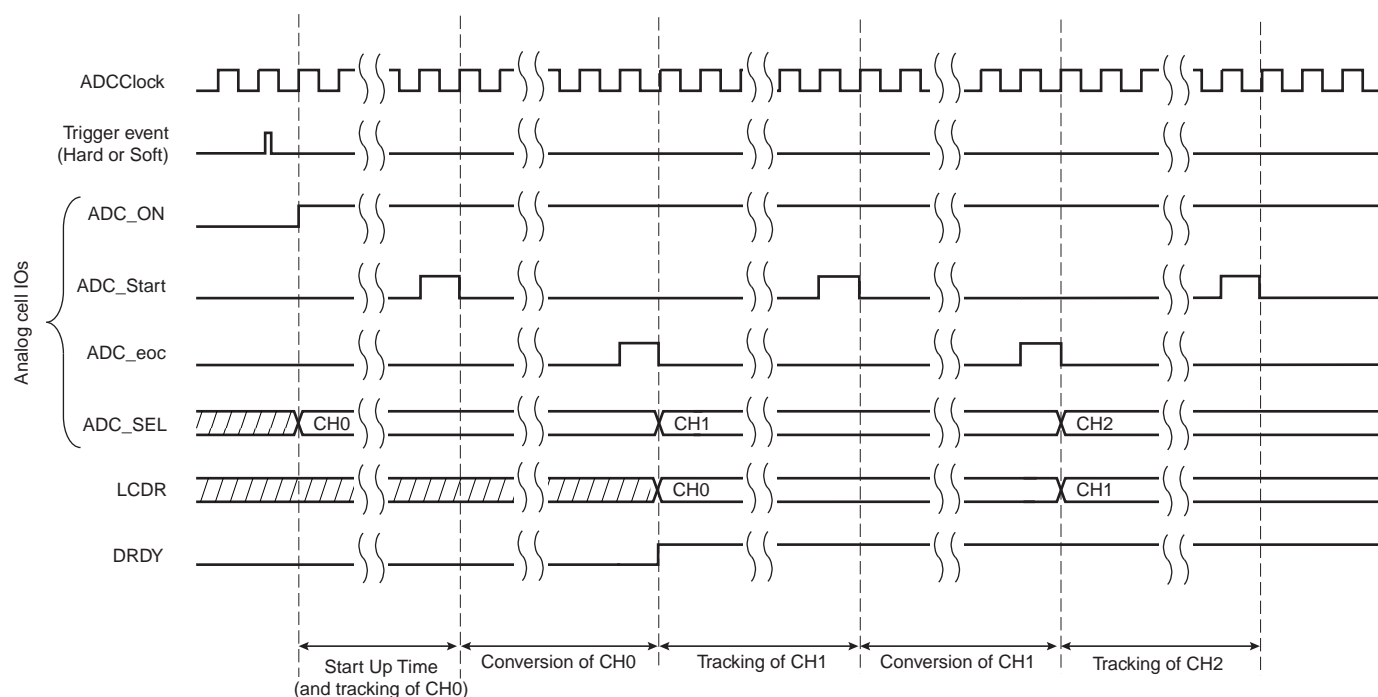 ADCClock
Trigger event
(Hard or Soft)
Analog cell IOs
ADC_ON
ADC_Start
ADC_eoc
ADC_SEL
CH0
CH1
CH2
LCDR
CH0
CH1
DRDY
Start Up Time
(and tracking of CH0)
Conversion of CH0
Tracking of CH1
Conversion of CH1
Tracking of CH2